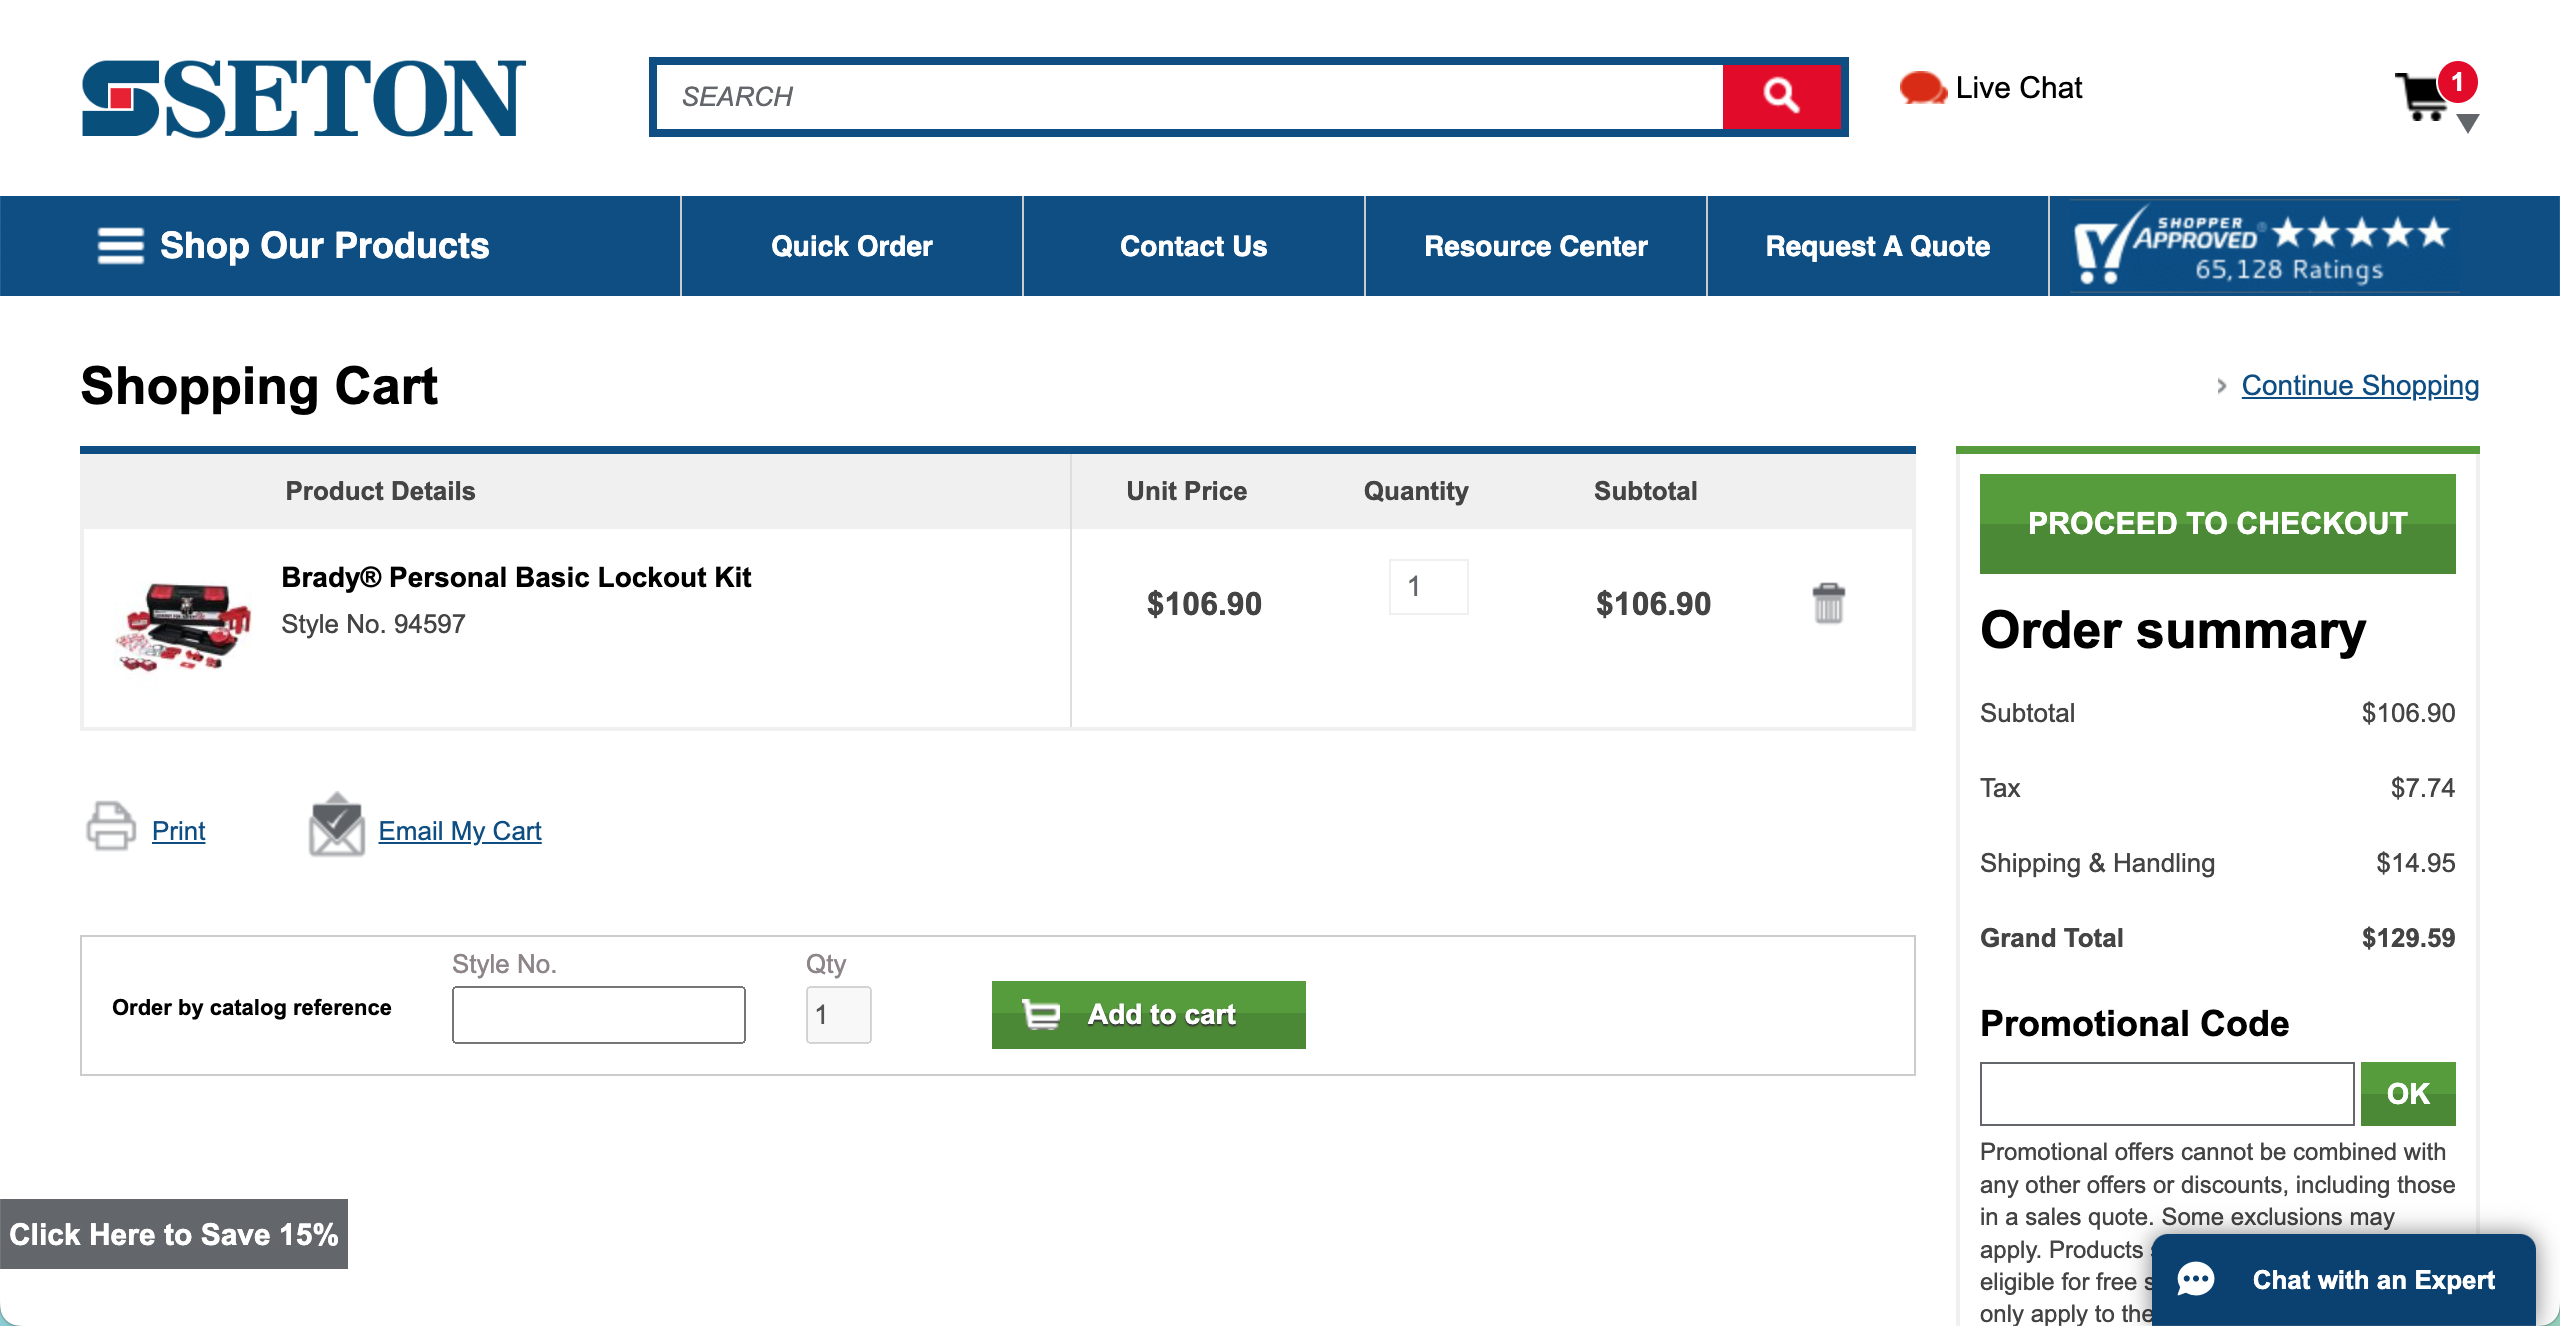 SETON
SEARCH
Live Chat
1
Shop Our Products
Quick Order
Contact Us
Resource Center
Request A Quote
SHOPPER
APPROVED®
65,128 Ratings
Shopping Cart
Continue Shopping
Product Details
Unit Price
Quantity
Subtotal
Brady® Personal Basic Lockout Kit
Style No. 94597
$106.90
1
$106.90
Print
Email My Cart
Order by catalog reference
Style No.
Qty
1
Add to cart
PROCEED TO CHECKOUT
Order summary
Subtotal $106.90
Tax $7.74
Shipping & Handling $14.95
Grand Total $129.59
Promotional Code
OK
Promotional offers cannot be combined with
any other offers or discounts, including those
in a sales quote. Some exclusions may
apply. Products
eligible for free
only apply to the
Click Here to Save 15%
Chat with an Expert